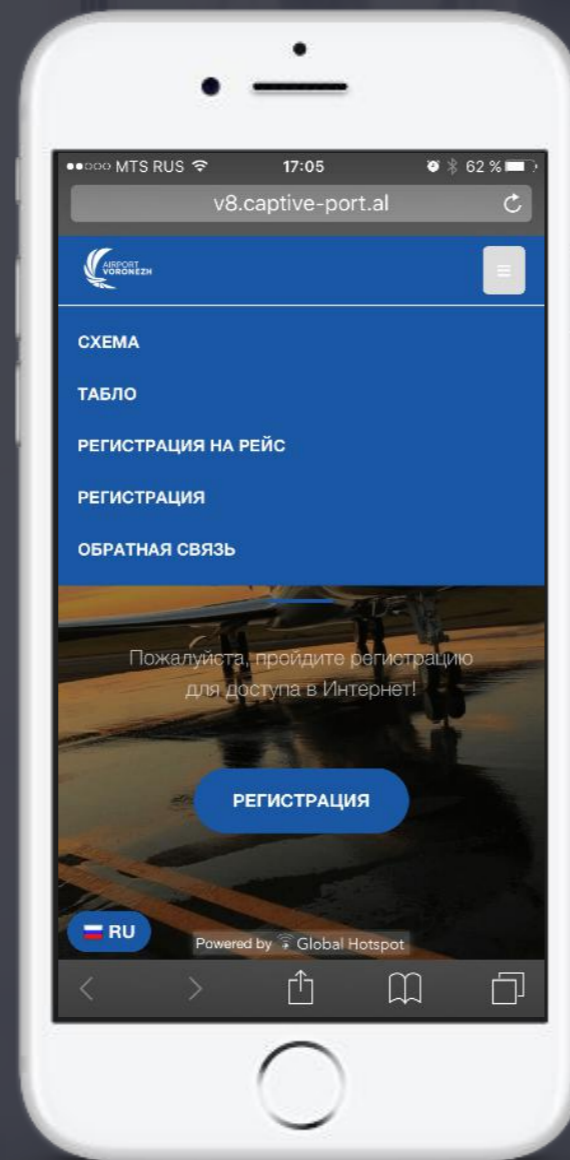 MTS RUS 17:05 62 %
v8.captive-port.al
AIRPORT
VORONEZH
СХЕМА
ТАБЛО
РЕГИСТРАЦИЯ НА РЕЙС
РЕГИСТРАЦИЯ
ОБРАТНАЯ СВЯЗЬ
Пожалуйста, пройдите регистрацию
для доступа в Интернет!
РЕГИСТРАЦИЯ
RU
Powered by Global Hotspot